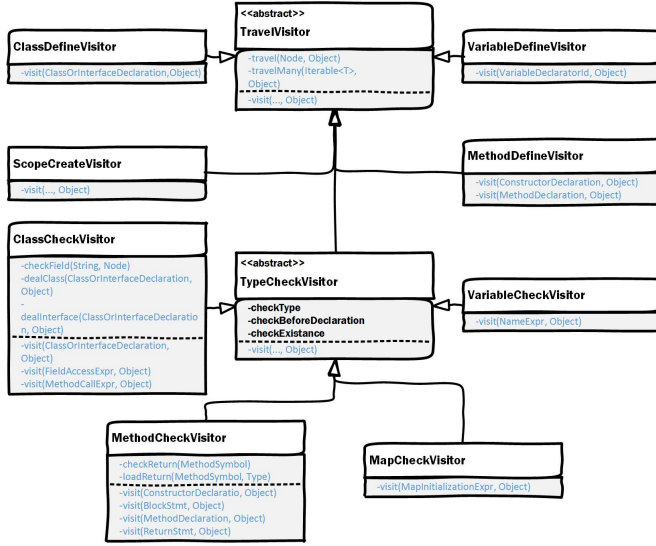 <<abstract>>
TravelVisitor
-travel(Node, Object)
-travelMany(Iterable<T>,
Object)
-visit(..., Object)
ClassDefineVisitor
-visit(ClassOrInterfaceDeclaration,Object)
VariableDefineVisitor
-visit(VariableDeclaratorId, Object)
ScopeCreateVisitor
-visit(..., Object)
MethodDefineVisitor
-visit(ConstructorDeclaration, Object)
-visit(MethodDeclaration, Object)
ClassCheckVisitor
-checkField(String, Node)
-dealClass(ClassOrInterfaceDeclaration,
Object)
-
dealInterface(ClassOrInterfaceDeclaratio
n, Object)
-visit(ClassOrInterfaceDeclaration,
Object)
-visit(FieldAccessExpr, Object)
-visit(MethodCallExpr, Object)
<<abstract>>
TypeCheckVisitor
-checkType
-checkBeforeDeclaration
-checkExistance
-visit(..., Object)
VariableCheckVisitor
-visit(NameExpr, Object)
MethodCheckVisitor
-checkReturn(MethodSymbol)
-loadReturn(MethodSymbol, Type)
-visit(ConstructorDeclaratio, Object)
-visit(BlockStmt, Object)
-visit(MethodDeclaration, Object)
-visit(ReturnStmt, Object)
MapCheckVisitor
-visit(MapInitializationExpr, Object)